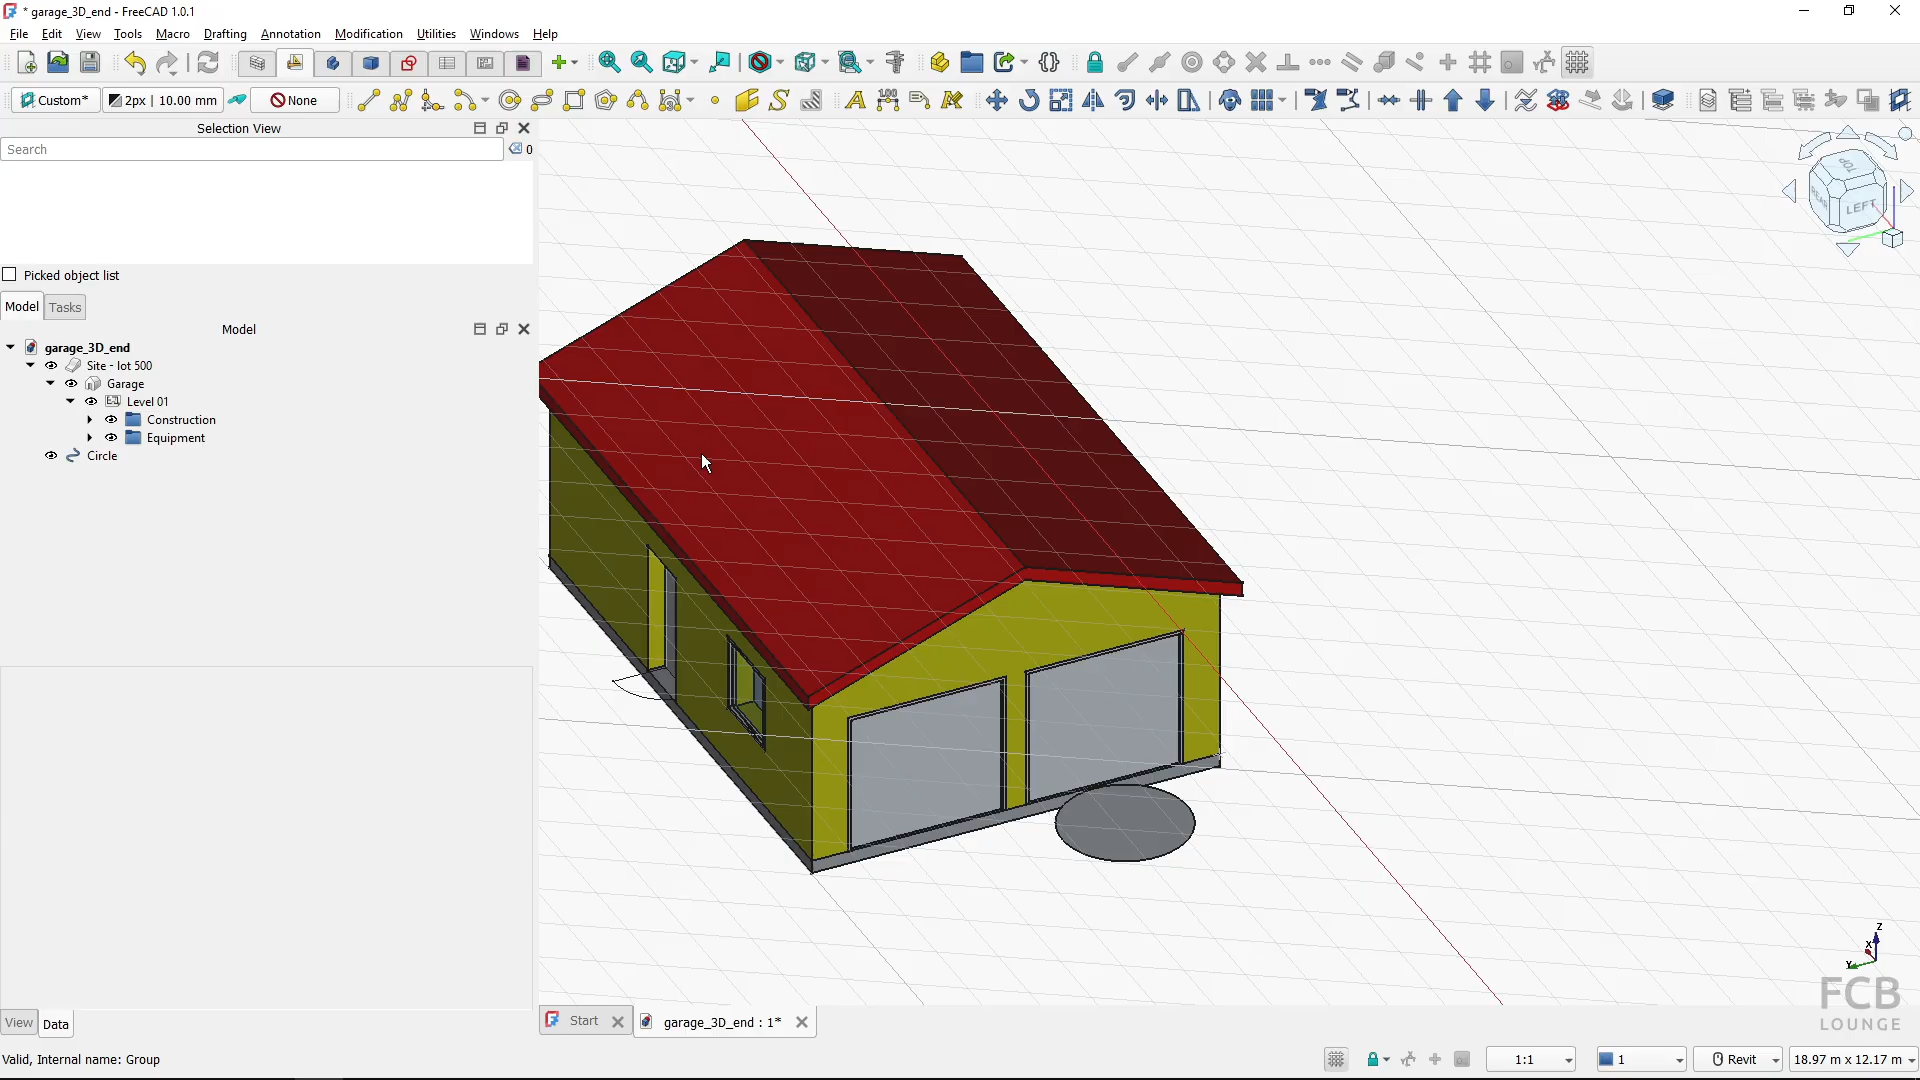 * garage_3D_end - FreeCAD 1.0.1
File Edit View Tools Macro Drafting Annotation Modification Utilities Windows Help
Custom* 2px | 10.00 mm None
Selection View
Search 0
Picked object list
Model Tasks
Model
garage_3D_end
Site - lot 500
Garage
Level 01
Construction
Equipment
Circle
TOP
REAR
LEFT
Z
X
Y
FCB
LOUNGE
View Data
Start garage_3D_end : 1*
Valid, Internal name: Group
1:1 1 Revit 18.97 m x 12.17 m